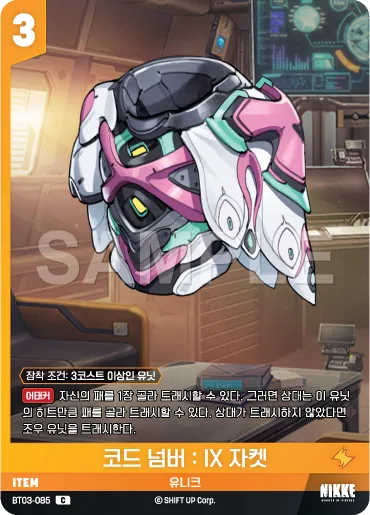 3
SAMPLE
장착 조건: 3코스트 이상인 유닛
어태커 자신의 패를 1장 골라 트래시할 수 있다. 그러면 상대는 이 유닛
의 히트만큼 패를 골라 트래시할 수 있다. 상대가 트래시하지 않았다면
조우 유닛을 트래시한다.
코드 넘버 : IX 자켓
ITEM
유니크
BT03-085 C
©SHIFT UP Corp.
NIKKE